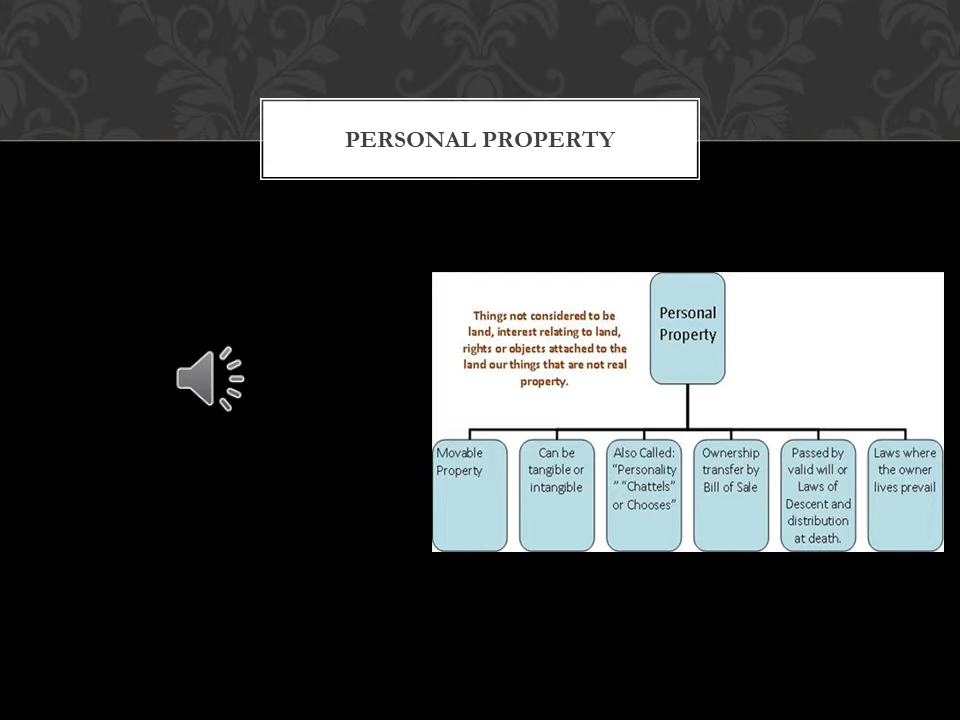 PERSONAL PROPERTY
Personal
Property
Things not considered to be
land, interest relating to land,
rights or objects attached to the
land our things that are not real
property.
Movable
Property
Can be
tangible or
intangible
Also Called:
“Personality
” “Chattels”
or Chooses”
Ownership
transfer by
Bill of Sale
Passed by
valid will or
Laws of
Descent and
distribution
at death.
Laws where
the owner
lives prevail